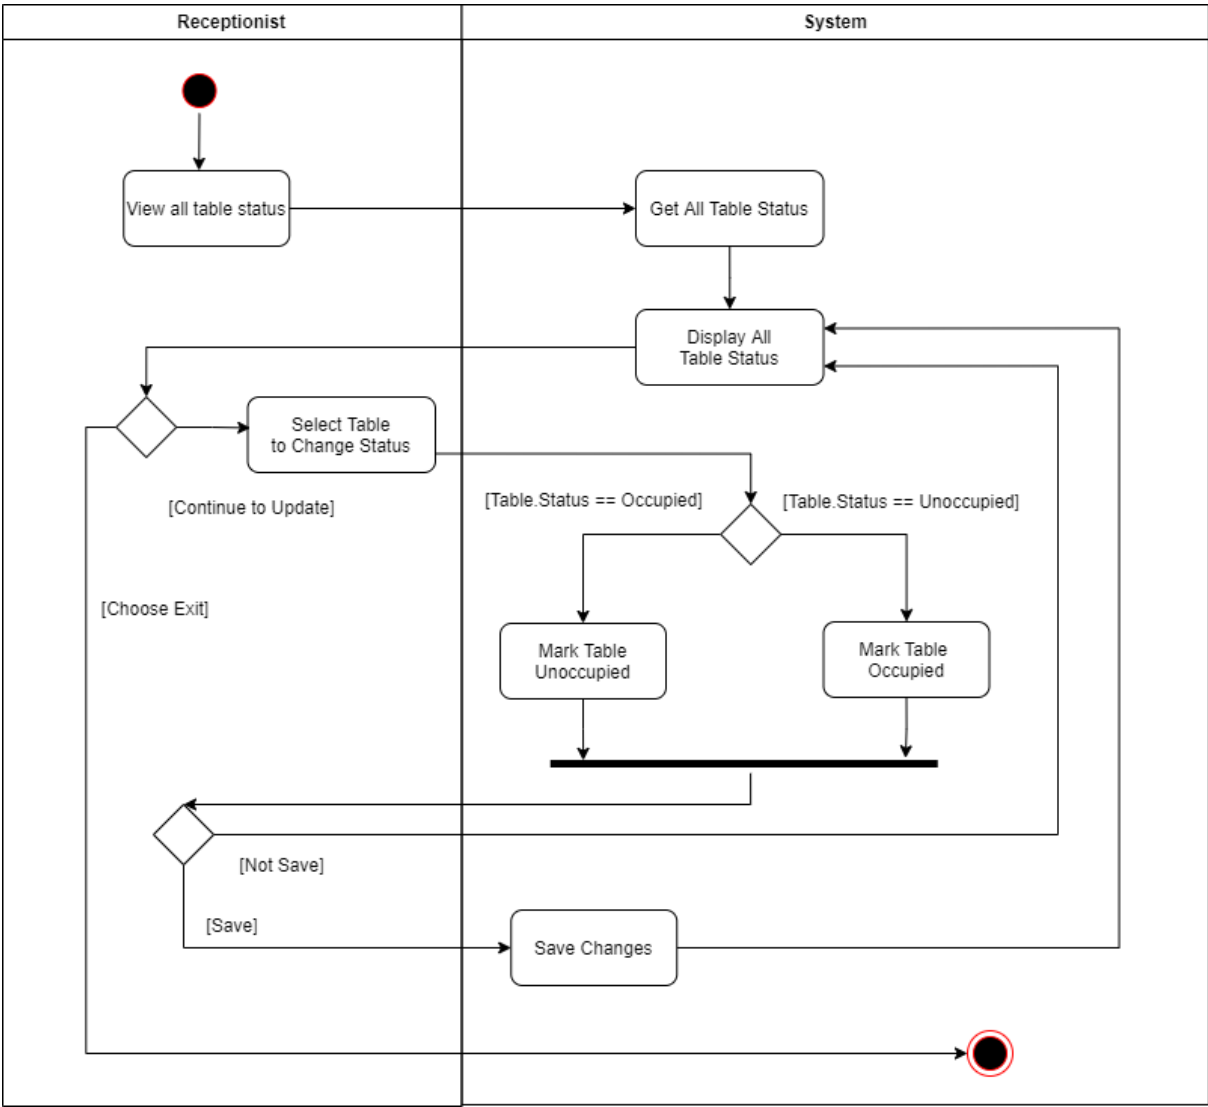 Receptionist
System
View all table status
Get All Table Status
Display All
Table Status
Select Table
to Change Status
[Continue to Update]
[Table.Status == Occupied]
[Table.Status == Unoccupied]
[Choose Exit]
Mark Table
Unoccupied
Mark Table
Occupied
[Not Save]
[Save]
Save Changes